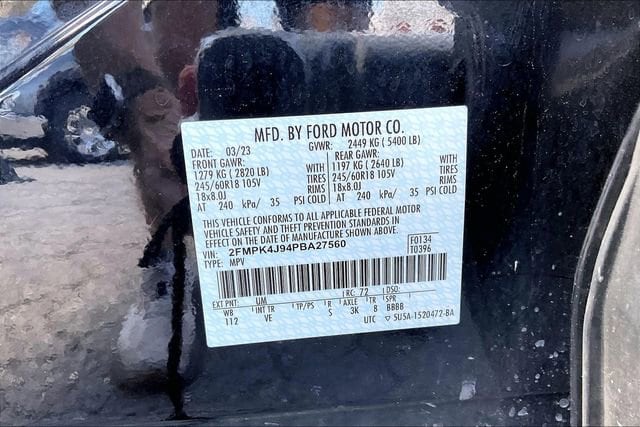 MFD. BY FORD MOTOR CO.
DATE: 03/23 GVWR: 2449 KG ( 5400 LB)
FRONT GAWR: REAR GAWR:
1279 KG ( 2820 LB) WITH 1197 KG ( 2640 LB) WITH
245/60R18 105V TIRES 245/60R18 105V TIRES
18x8.0J RIMS 18x8.0J RIMS
AT 240 kPa/ 35 PSI COLD AT 240 kPa/ 35 PSI COLD
THIS VEHICLE CONFORMS TO ALL APPLICABLE FEDERAL MOTOR
VEHICLE SAFETY AND THEFT PREVENTION STANDARDS IN
EFFECT ON THE DATE OF MANUFACTURE SHOWN ABOVE.
VIN: 2FMPK4J94PBA27560 F0134
TYPE: MPV T0396
EXT PNT: UM RC: 72 DSO:
WB INT TR TP/PS R AXLE TR SPR
112 VE S 3K 8 BBBB
UTC ▽ 5U5A-1520472-BA